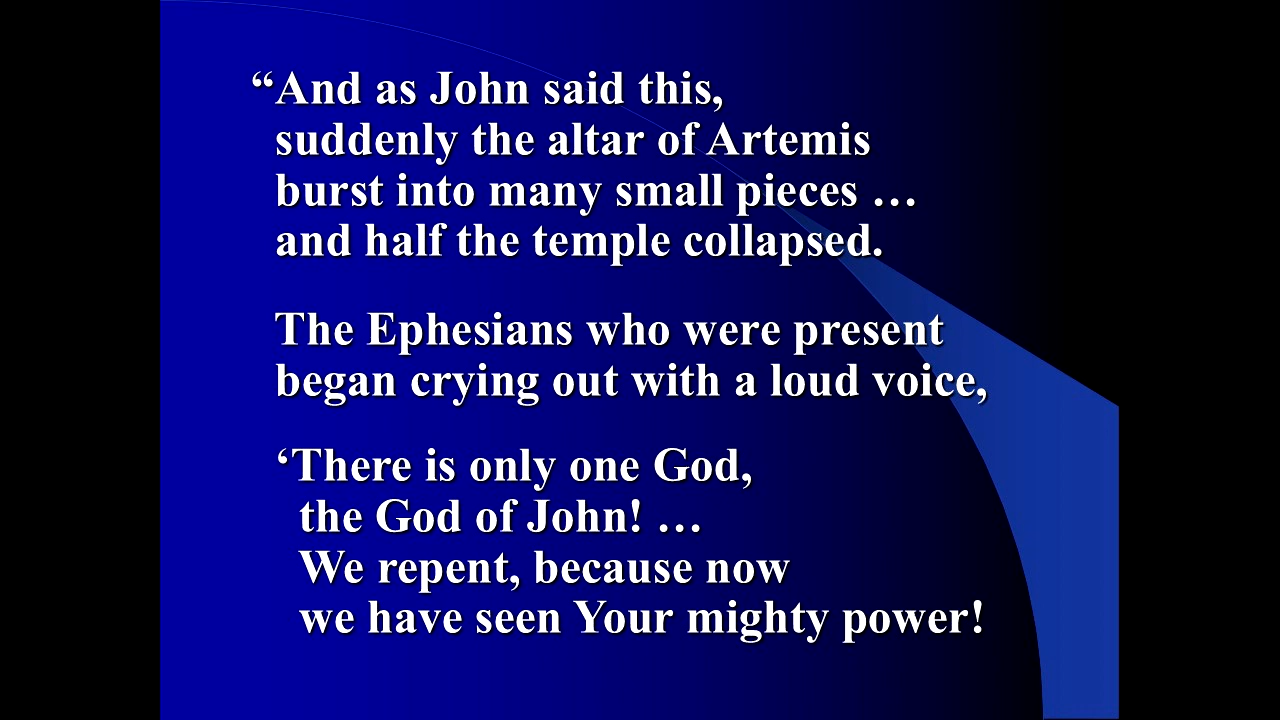 “And as John said this,
suddenly the altar of Artemis
burst into many small pieces …
and half the temple collapsed.
The Ephesians who were present
began crying out with a loud voice,
‘There is only one God,
the God of John! …
We repent, because now
we have seen Your mighty power!